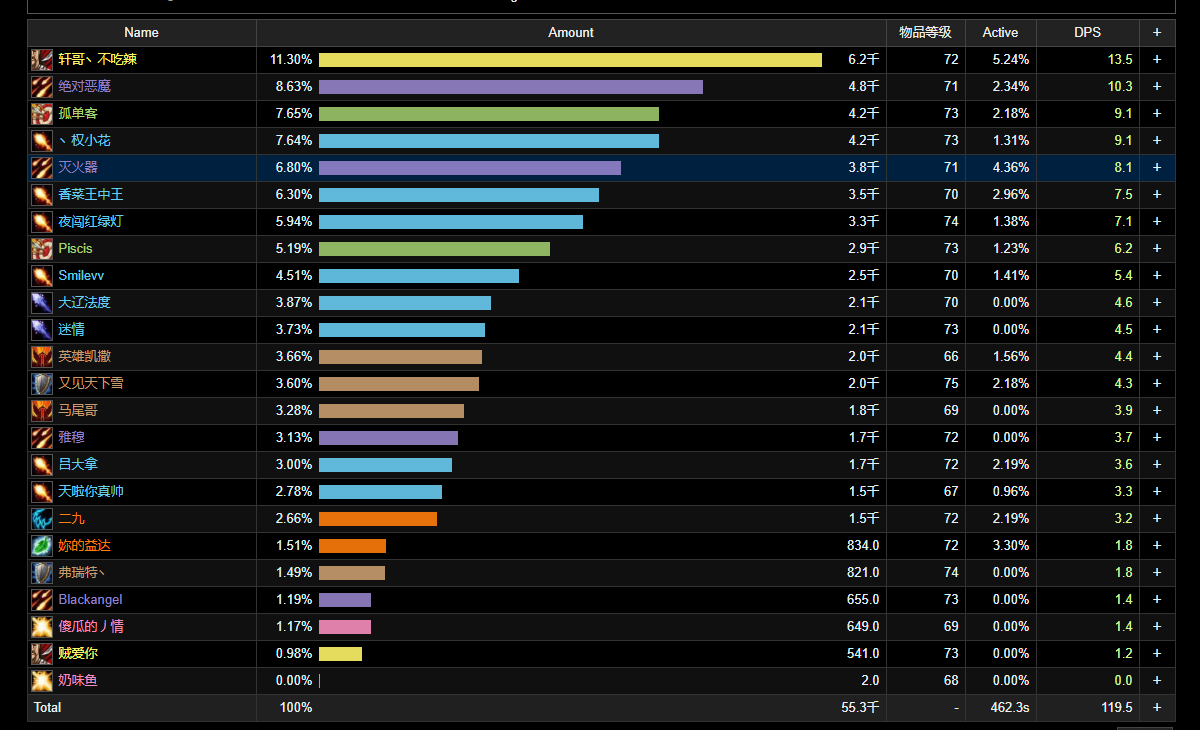 Name Amount 物品等级 Active DPS +
轩哥丶不吃辣 11.30% 6.2千 72 5.24% 13.5 +
绝对恶魔 8.63% 4.8千 71 2.34% 10.3 +
孤单客 7.65% 4.2千 73 2.18% 9.1 +
丶权小花 7.64% 4.2千 73 1.31% 9.1 +
灭火器 6.80% 3.8千 71 4.36% 8.1 +
香菜王中王 6.30% 3.5千 70 2.96% 7.5 +
夜闯红绿灯 5.94% 3.3千 74 1.38% 7.1 +
Piscis 5.19% 2.9千 73 1.23% 6.2 +
Smilevv 4.51% 2.5千 70 1.41% 5.4 +
大辽法度 3.87% 2.1千 70 0.00% 4.6 +
迷情 3.73% 2.1千 73 0.00% 4.5 +
英雄凯撒 3.66% 2.0千 66 1.56% 4.4 +
又见天下雪 3.60% 2.0千 75 2.18% 4.3 +
马尾哥 3.28% 1.8千 69 0.00% 3.9 +
雅穆 3.13% 1.7千 72 0.00% 3.7 +
目大拿 3.00% 1.7千 72 2.19% 3.6 +
天啦你真帅 2.78% 1.5千 67 0.96% 3.3 +
二九 2.66% 1.5千 72 2.19% 3.2 +
妳的益达 1.51% 834.0 72 3.30% 1.8 +
弗瑞特丶 1.49% 821.0 74 0.00% 1.8 +
Blackangel 1.19% 655.0 73 0.00% 1.4 +
傻瓜的丿情 1.17% 649.0 69 0.00% 1.4 +
贼爱你 0.98% 541.0 73 0.00% 1.2 +
奶味鱼 0.00% 2.0 68 0.00% 0.0 +
Total 100% 55.3千 - 462.3s 119.5 +